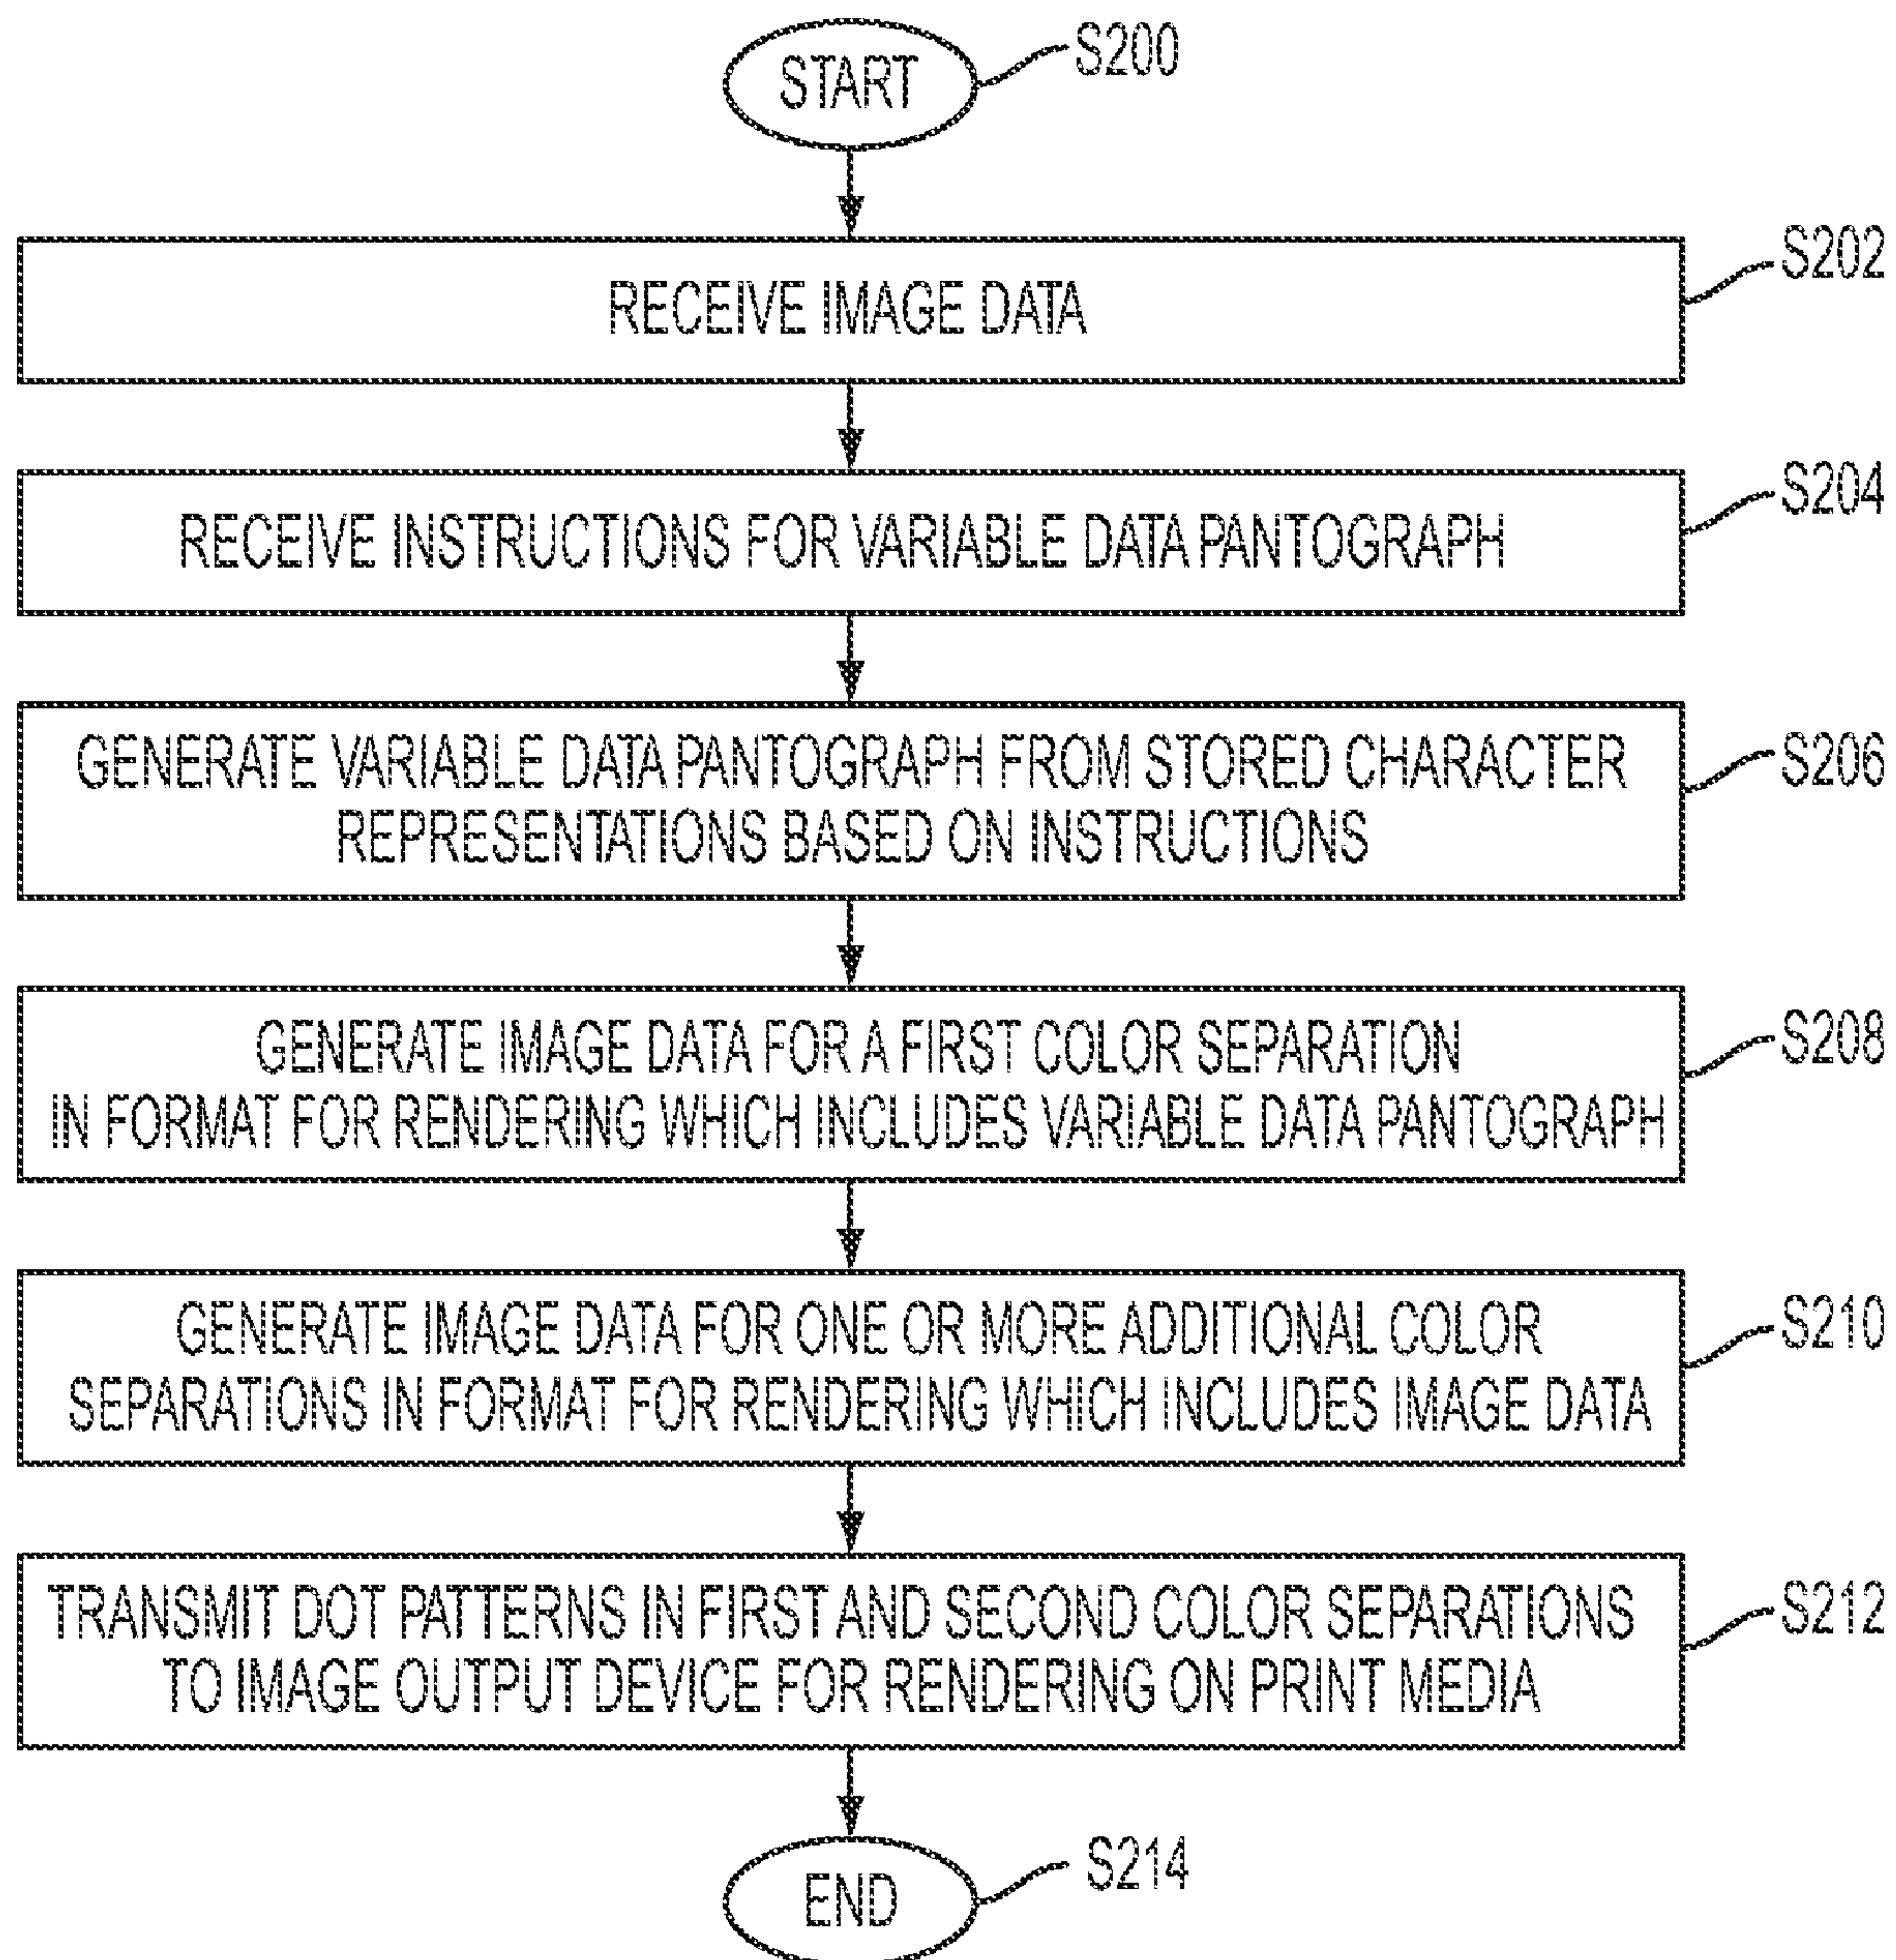 START
S200
RECEIVE IMAGE DATA
S202
RECEIVE INSTRUCTIONS FOR VARIABLE DATA PANTOGRAPH
S204
GENERATE VARIABLE DATA PANTOGRAPH FROM STORED CHARACTER
REPRESENTATIONS BASED ON INSTRUCTIONS
S206
GENERATE IMAGE DATA FOR A FIRST COLOR SEPARATION
IN FORMAT FOR RENDERING WHICH INCLUDES VARIABLE DATA PANTOGRAPH
S208
GENERATE IMAGE DATA FOR ONE OR MORE ADDITIONAL COLOR
SEPARATIONS IN FORMAT FOR RENDERING WHICH INCLUDES IMAGE DATA
S210
TRANSMIT DOT PATTERNS IN FIRST AND SECOND COLOR SEPARATIONS
TO IMAGE OUTPUT DEVICE FOR RENDERING ON PRINT MEDIA
S212
END
S214